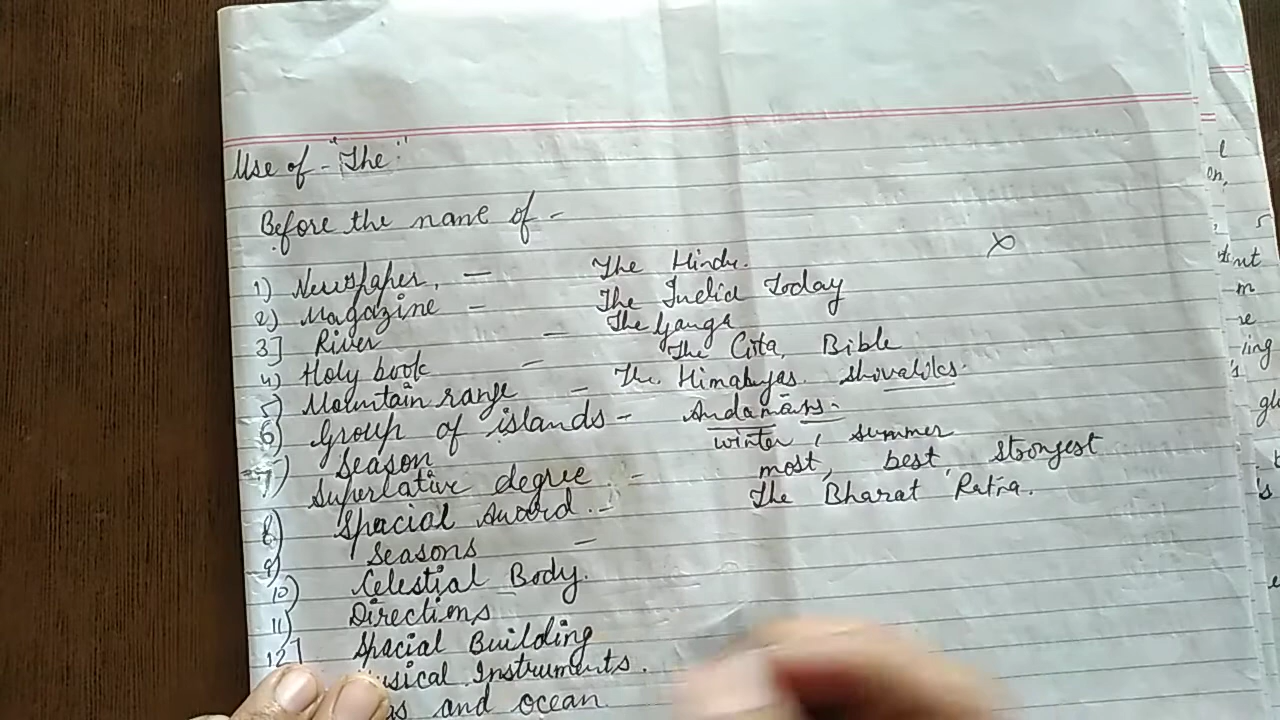 Use of - "The"
Before the name of -
1) Newspaper, - The Hindu.
2) Magazine - The India Today
3] River - The Ganga
4) Holy book - The Gita, Bible
5) Mountain range - The Himalayas. Shivaliks.
6) Group of islands - Andamans.
7) Season winter, summer
Superlative degree - most, best, strongest
8) Spacial Award. - The Bharat Ratna.
9) Seasons -
10) Celestial Body.
11) Directions
12] Spacial Building
usical Instruments.
and ocean